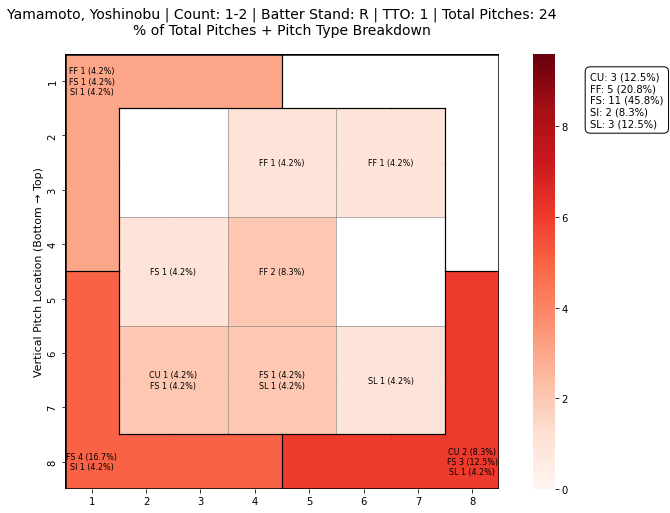 Yamamoto, Yoshinobu | Count: 1-2 | Batter Stand: R | TTO: 1 | Total Pitches: 24
% of Total Pitches + Pitch Type Breakdown
FF 1 (4.2%)
FS 1 (4.2%)
SI 1 (4.2%)
FF 1 (4.2%)
FF 1 (4.2%)
FS 1 (4.2%)
FF 2 (8.3%)
CU 1 (4.2%)
FS 1 (4.2%)
FS 1 (4.2%)
SL 1 (4.2%)
SL 1 (4.2%)
FS 4 (16.7%)
SI 1 (4.2%)
CU 2 (8.3%)
FS 3 (12.5%)
SL 1 (4.2%)
Vertical Pitch Location (Bottom → Top)
1
2
3
4
5
6
7
8
1 2 3 4 5 6 7 8
8
6
4
2
0
CU: 3 (12.5%)
FF: 5 (20.8%)
FS: 11 (45.8%)
SI: 2 (8.3%)
SL: 3 (12.5%)